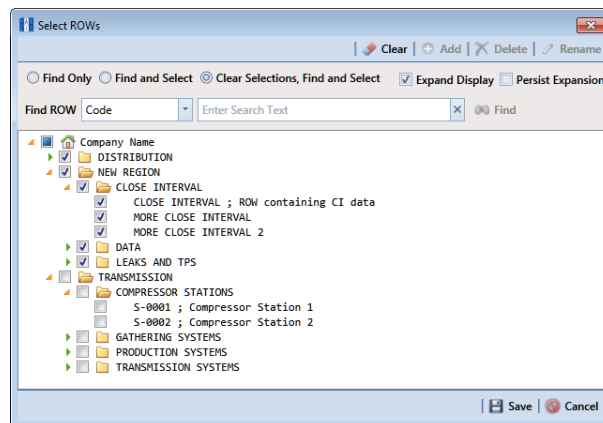 Select ROWs
Clear Add Delete Rename
Find Only Find and Select Clear Selections, Find and Select Expand Display Persist Expansion
Find ROW Code Enter Search Text Find
Company Name
DISTRIBUTION
NEW REGION
CLOSE INTERVAL
CLOSE INTERVAL ; ROW containing CI data
MORE CLOSE INTERVAL
MORE CLOSE INTERVAL 2
DATA
LEAKS AND TPS
TRANSMISSION
COMPRESSOR STATIONS
S-0001 ; Compressor Station 1
S-0002 ; Compressor Station 2
GATHERING SYSTEMS
PRODUCTION SYSTEMS
TRANSMISSION SYSTEMS
Save Cancel